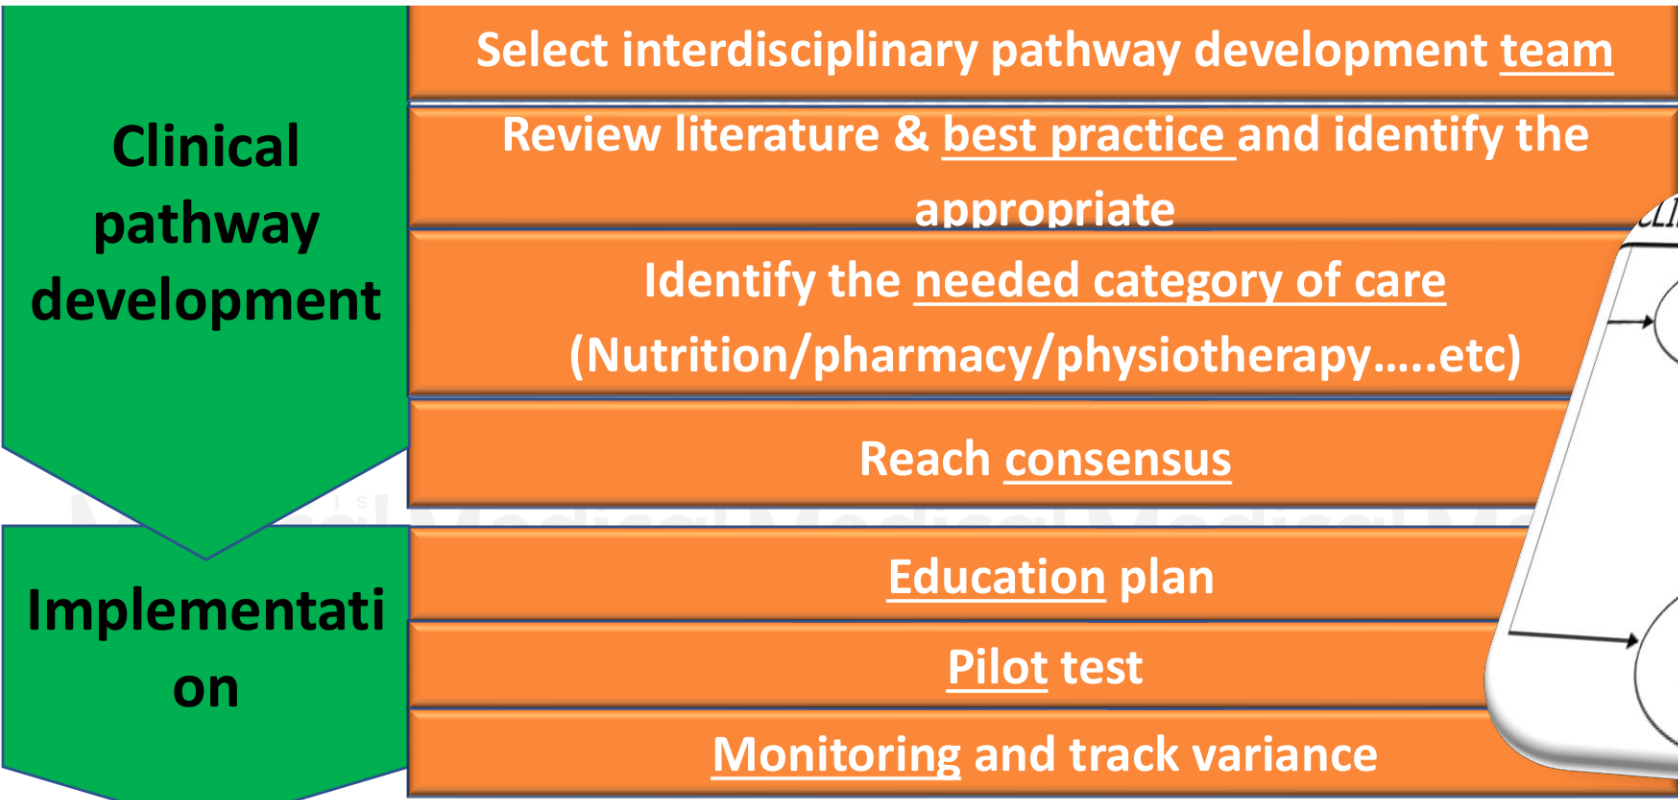 Clinical
pathway
development
Select interdisciplinary pathway development team
Review literature & best practice and identify the
appropriate
Identify the needed category of care
(Nutrition/pharmacy/physiotherapy.....etc)
Reach consensus
Implementati
on
Education plan
Pilot test
Monitoring and track variance